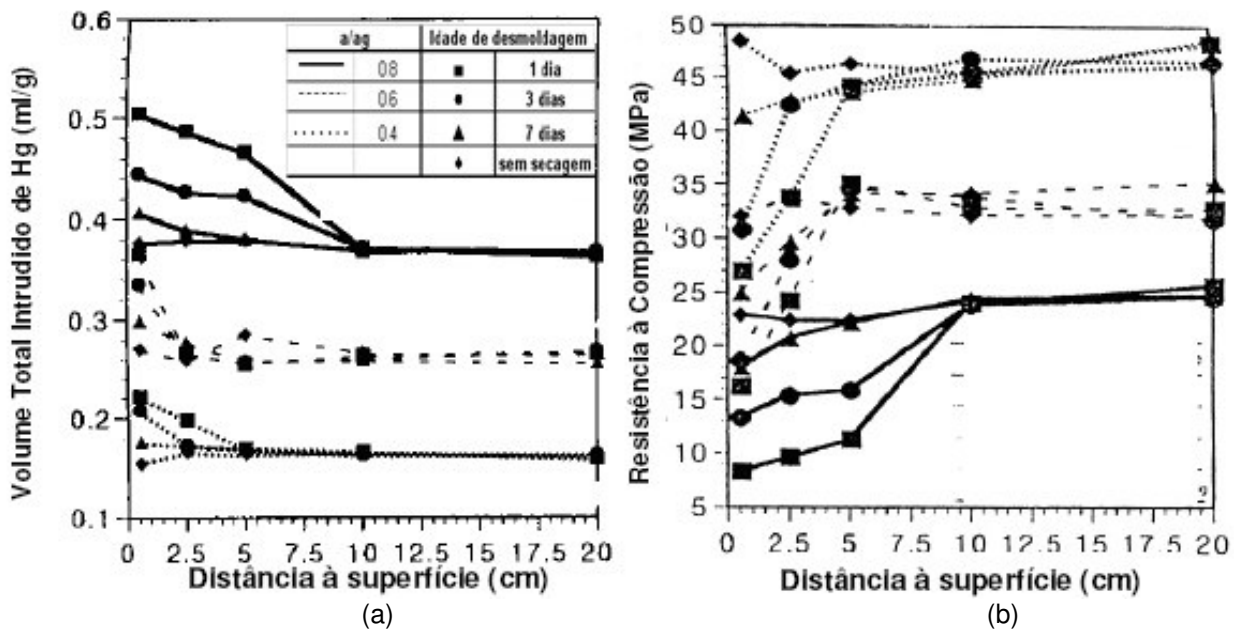 Volume Total Intrudido de Hg (ml/g)
0.6
0.5
0.4
0.3
0.2
0.1
a/ag Idade de desmoldagem
08 1 dia
06 3 dias
04 7 dias
sem secagem
0 2.5 5 7.5 10 12.5 15 17.5 20
Distância à superfície (cm)
(a)
Resistência à Compressão (MPa)
50
45
40
35
30
25
20
15
10
5
0 2.5 5 7.5 10 12.5 15 17.5 20
Distância à superfície (cm)
(b)